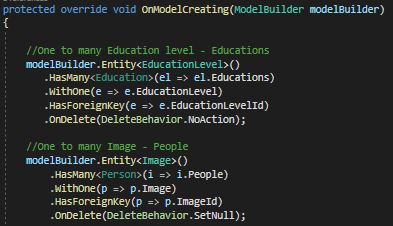 protected override void OnModelCreating(ModelBuilder modelBuilder)
{
//One to many Education level - Educations
modelBuilder.Entity<EducationLevel>()
.HasMany<Education>(el => el.Educations)
.WithOne(e => e.EducationLevel)
.HasForeignKey(e => e.EducationLevelId)
.OnDelete(DeleteBehavior.NoAction);
//One to many Image - People
modelBuilder.Entity<Image>()
.HasMany<Person>(i => i.People)
.WithOne(p => p.Image)
.HasForeignKey(p => p.ImageId)
.OnDelete(DeleteBehavior.SetNull);